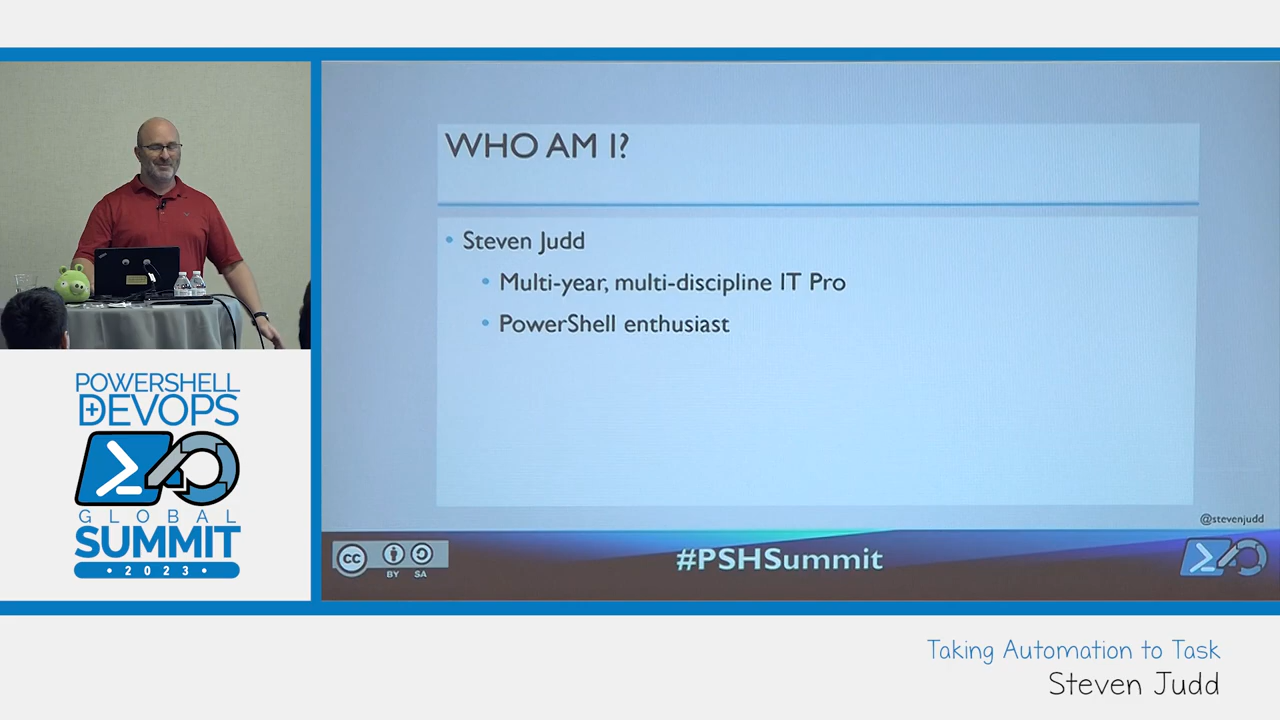 WHO AM I?
• Steven Judd
• Multi-year, multi-discipline IT Pro
• PowerShell enthusiast
@stevenjudd
CC
BY SA
#PSHSummit
POWERSHELL
+DEVOPS
GLOBAL
SUMMIT
• 2023 •
Taking Automation to Task
Steven Judd